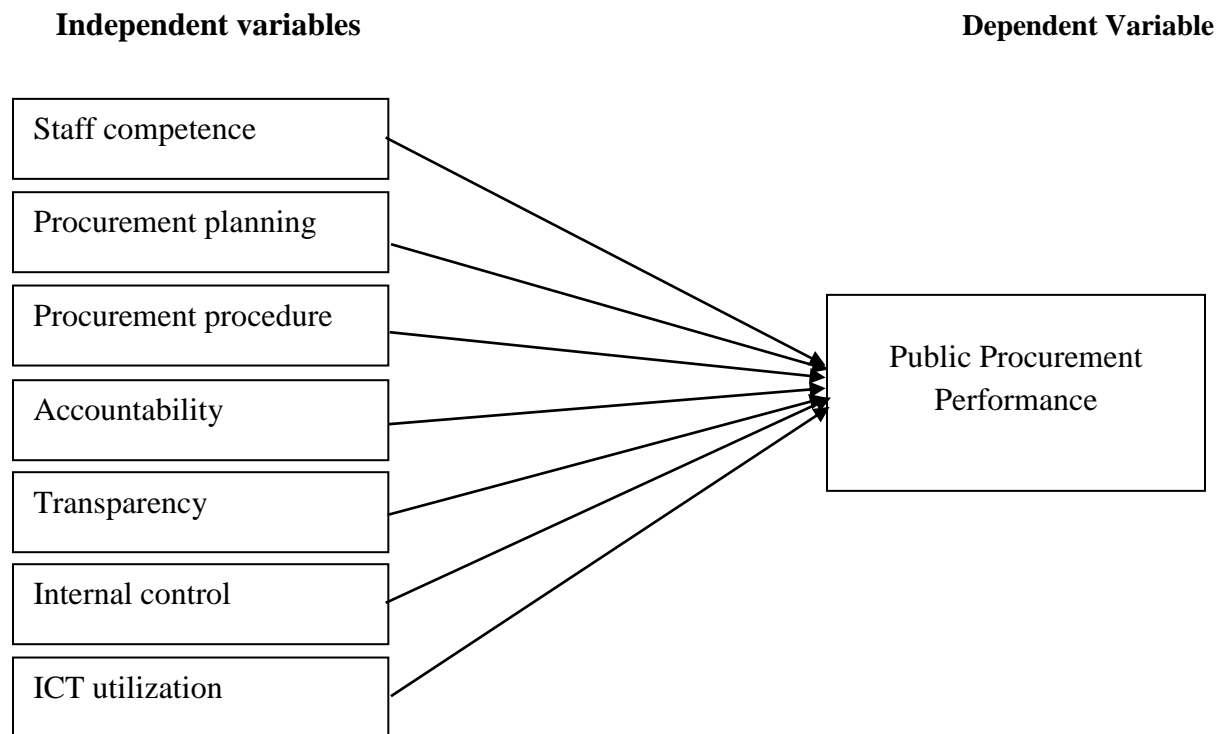 Independent variables
Dependent Variable
Staff competence
Procurement planning
Procurement procedure
Accountability
Transparency
Internal control
ICT utilization
Public Procurement
Performance